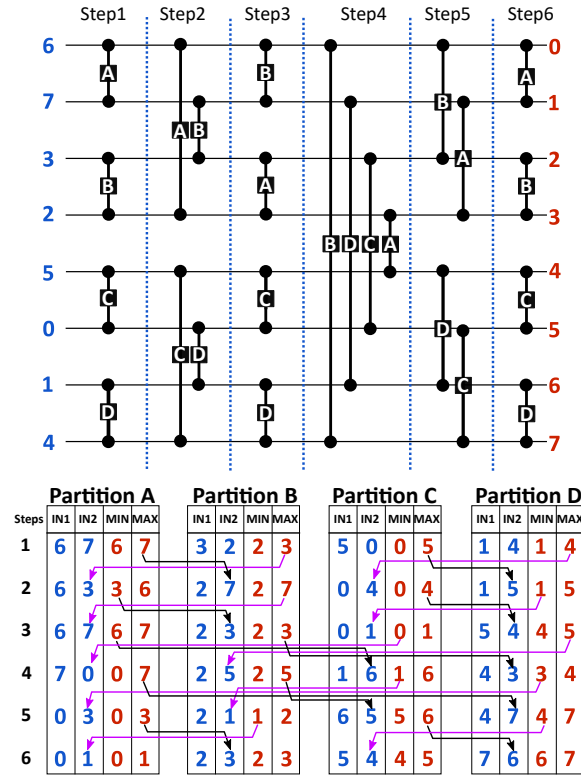 Step1 Step2 Step3 Step4 Step5 Step6
6 0
A B A
7 B 1
A B
3 A 2
B A B
2 3
B D C A
5 4
C C C
0 D 5
C D
1 C 6
D D D
4 7
Partition A Partition B Partition C Partition D
Steps IN1 IN2 MIN MAX IN1 IN2 MIN MAX IN1 IN2 MIN MAX IN1 IN2 MIN MAX
1 6 7 6 7 3 2 2 3 5 0 0 5 1 4 1 4
2 6 3 3 6 2 7 2 7 0 4 0 4 1 5 1 5
3 6 7 6 7 2 3 2 3 0 1 0 1 5 4 4 5
4 7 0 0 7 2 5 2 5 1 6 1 6 4 3 3 4
5 0 3 0 3 2 1 1 2 6 5 5 6 4 7 4 7
6 0 1 0 1 2 3 2 3 5 4 4 5 7 6 6 7